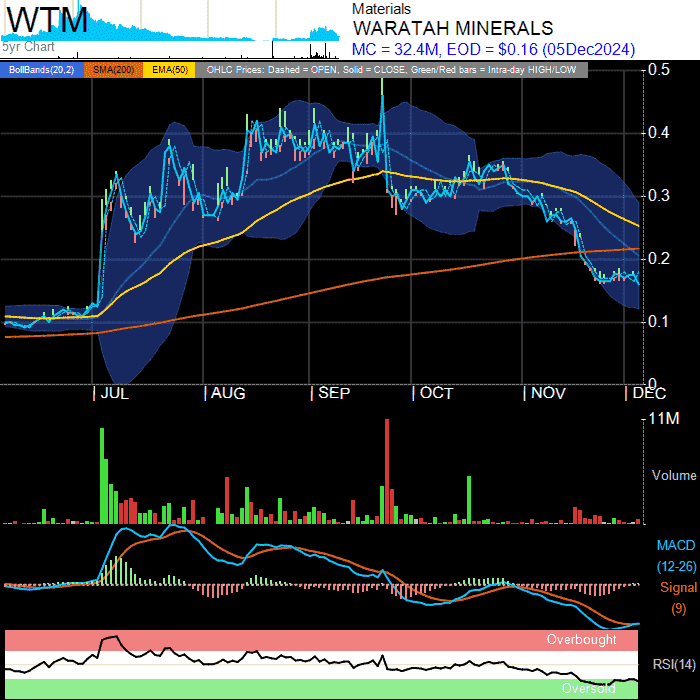 WTM
5yr Chart
Materials
WARATAH MINERALS
MC = 32.4M, EOD = $0.16 (05Dec2024)
BollBands(20,2) SMA(200) EMA(50) OHLC Prices: Dashed = OPEN, Solid = CLOSE, Green/Red bars = Intra-day HIGH/LOW
0.5
0.4
0.3
0.2
0.1
0
JUL AUG SEP OCT NOV DEC
11M
Volume
MACD
(12-26)
Signal
(9)
Overbought
RSI(14)
Oversold